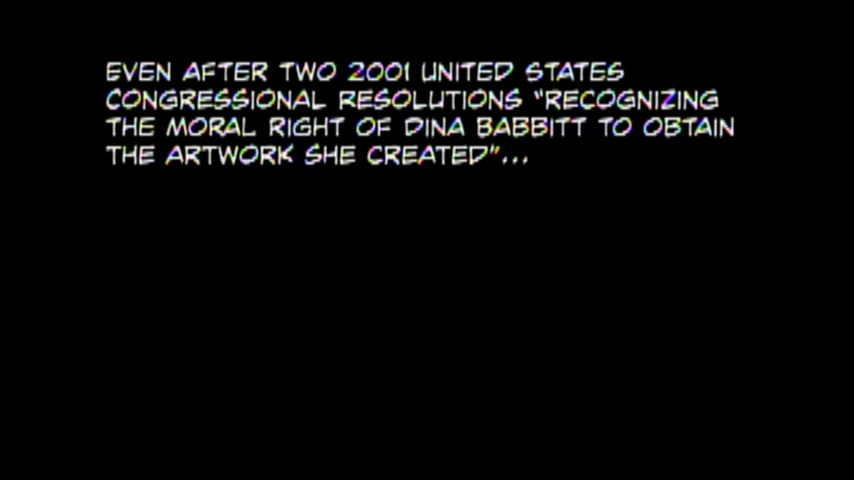 EVEN AFTER TWO 2001 UNITED STATES
CONGRESSIONAL RESOLUTIONS "RECOGNIZING
THE MORAL RIGHT OF DINA BABBITT TO OBTAIN
THE ARTWORK SHE CREATED"...